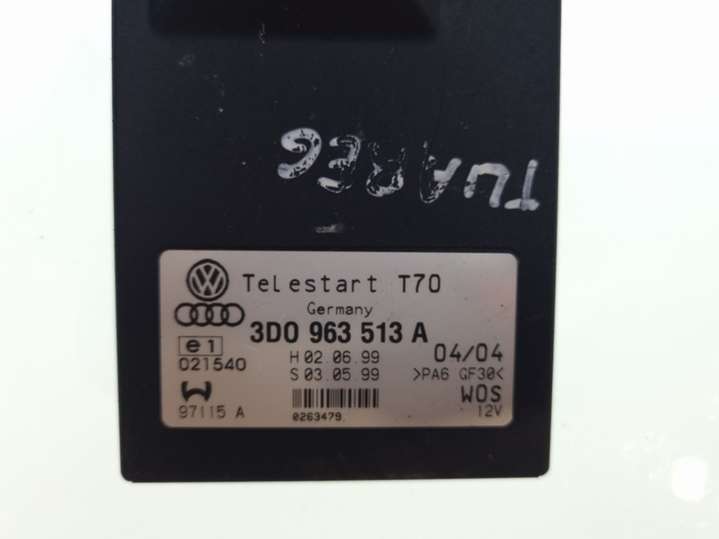 TUAREG
Telestart T70
Germany
3D0 963 513 A
e1
021540
H 02.06.99
S 03.05.99
04/04
>PA6 GF30<
97115 A
0263479.
WOS
12V